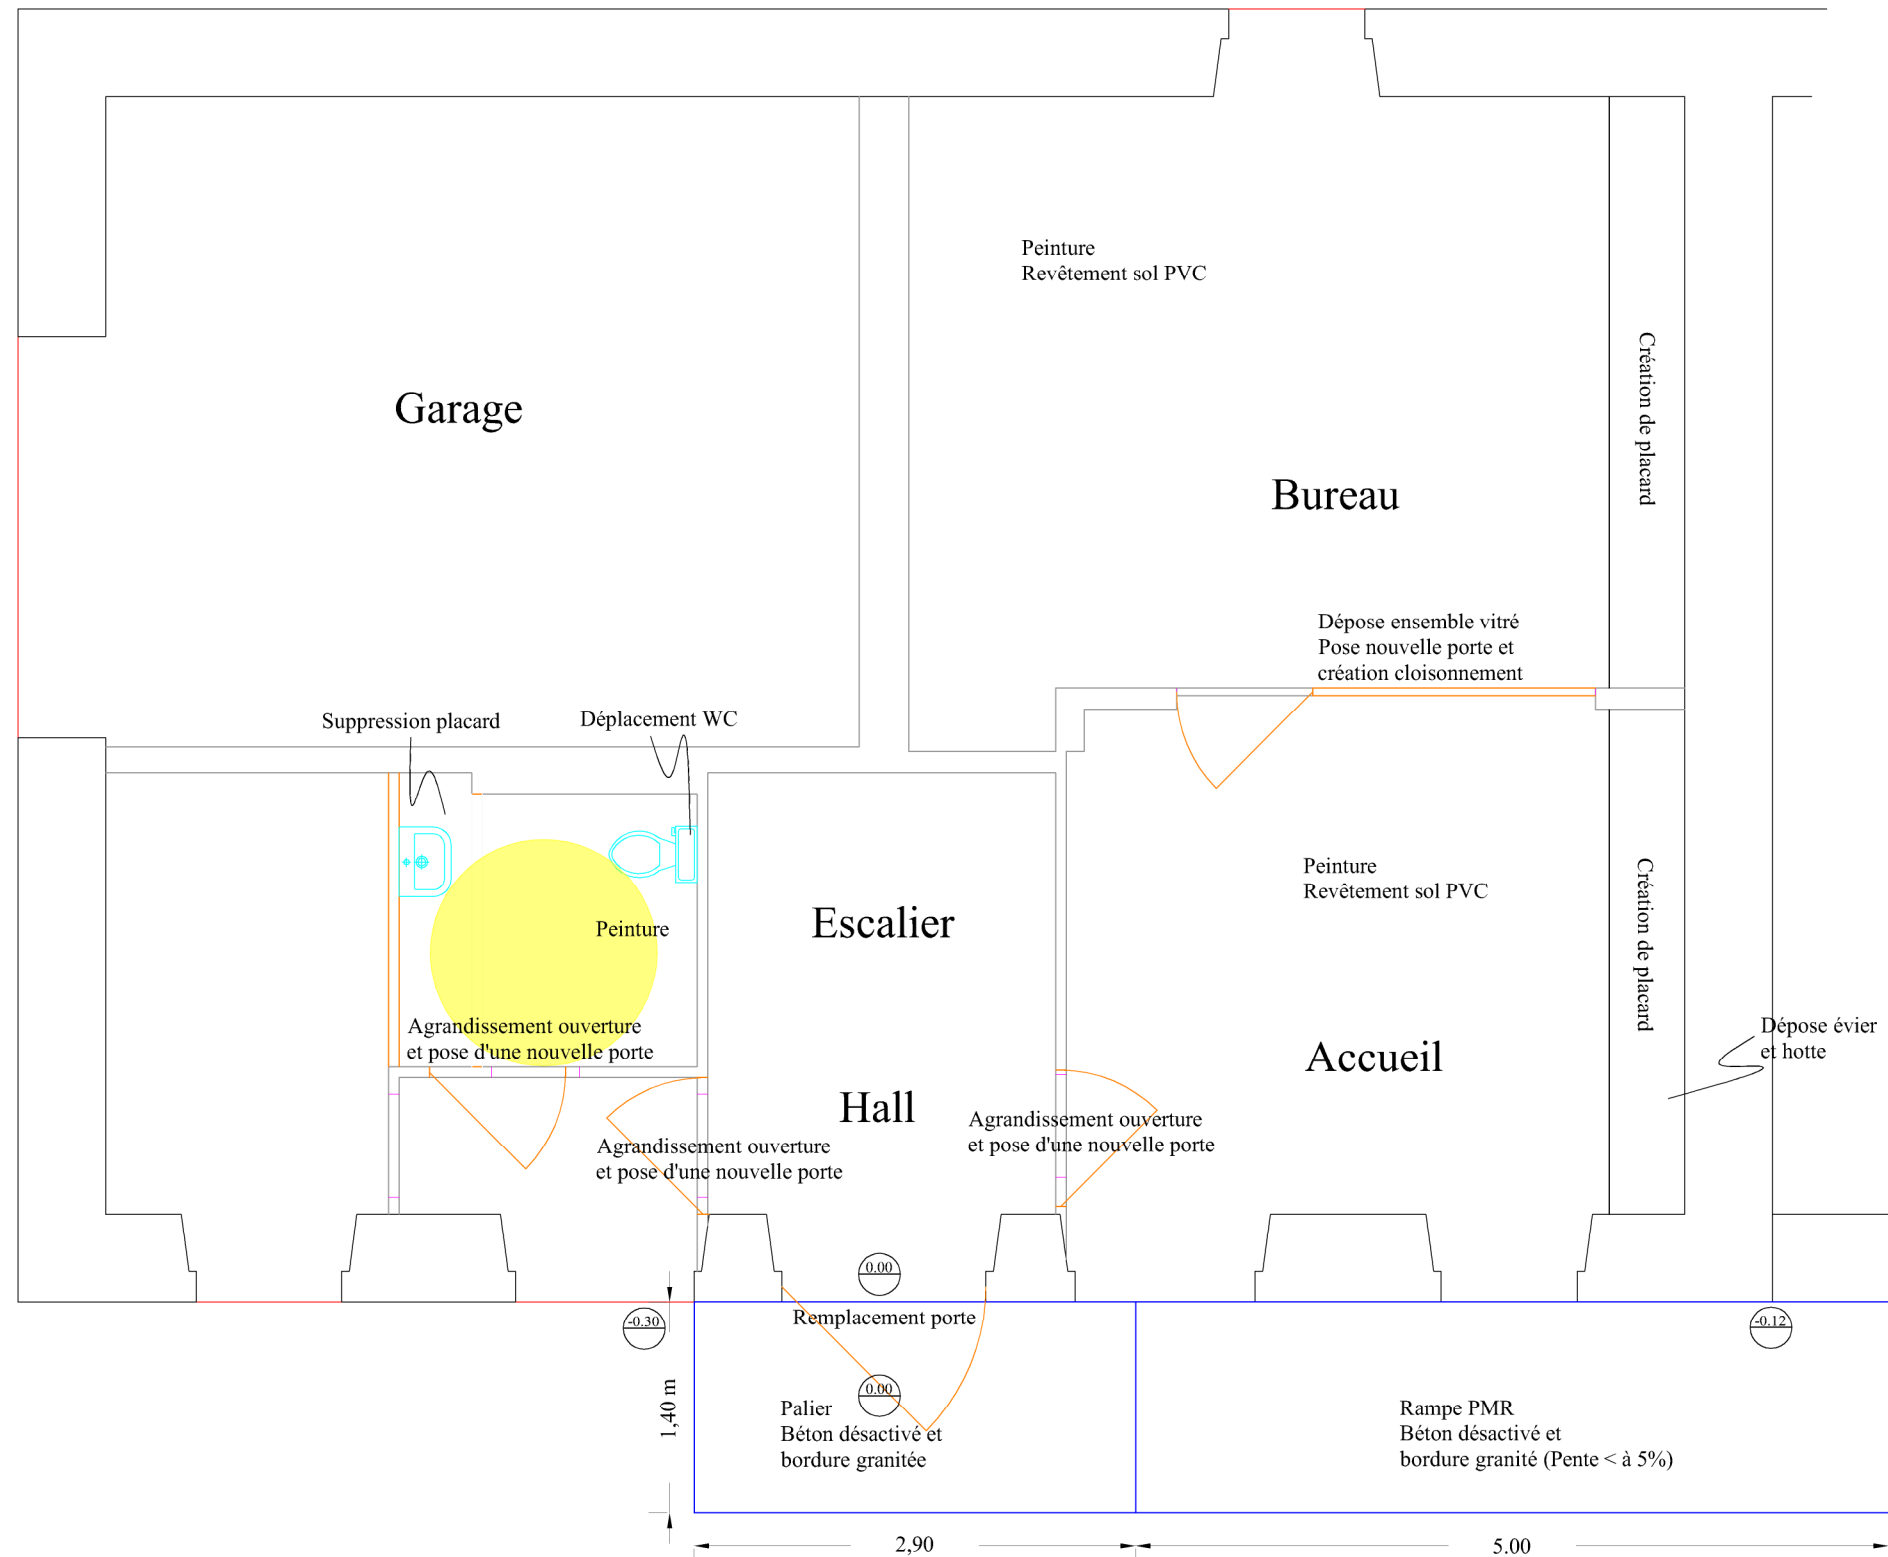 Peinture
Revêtement sol PVC
Création de placard
Garage
Bureau
Dépose ensemble vitré
Pose nouvelle porte et
création cloisonnement
Suppression placard
Déplacement WC
Peinture
Revêtement sol PVC
Création de placard
Escalier
Peinture
Agrandissement ouverture
et pose d'une nouvelle porte
Accueil
Dépose évier
et hotte
Hall
Agrandissement ouverture
et pose d'une nouvelle porte
Agrandissement ouverture
et pose d'une nouvelle porte
0.00
Remplacement porte
-0.30
-0.12
0.00
1,40 m
Palier
Béton désactivé et
bordure granitée
Rampe PMR
Béton désactivé et
bordure granité (Pente < à 5%)
2,90
5.00